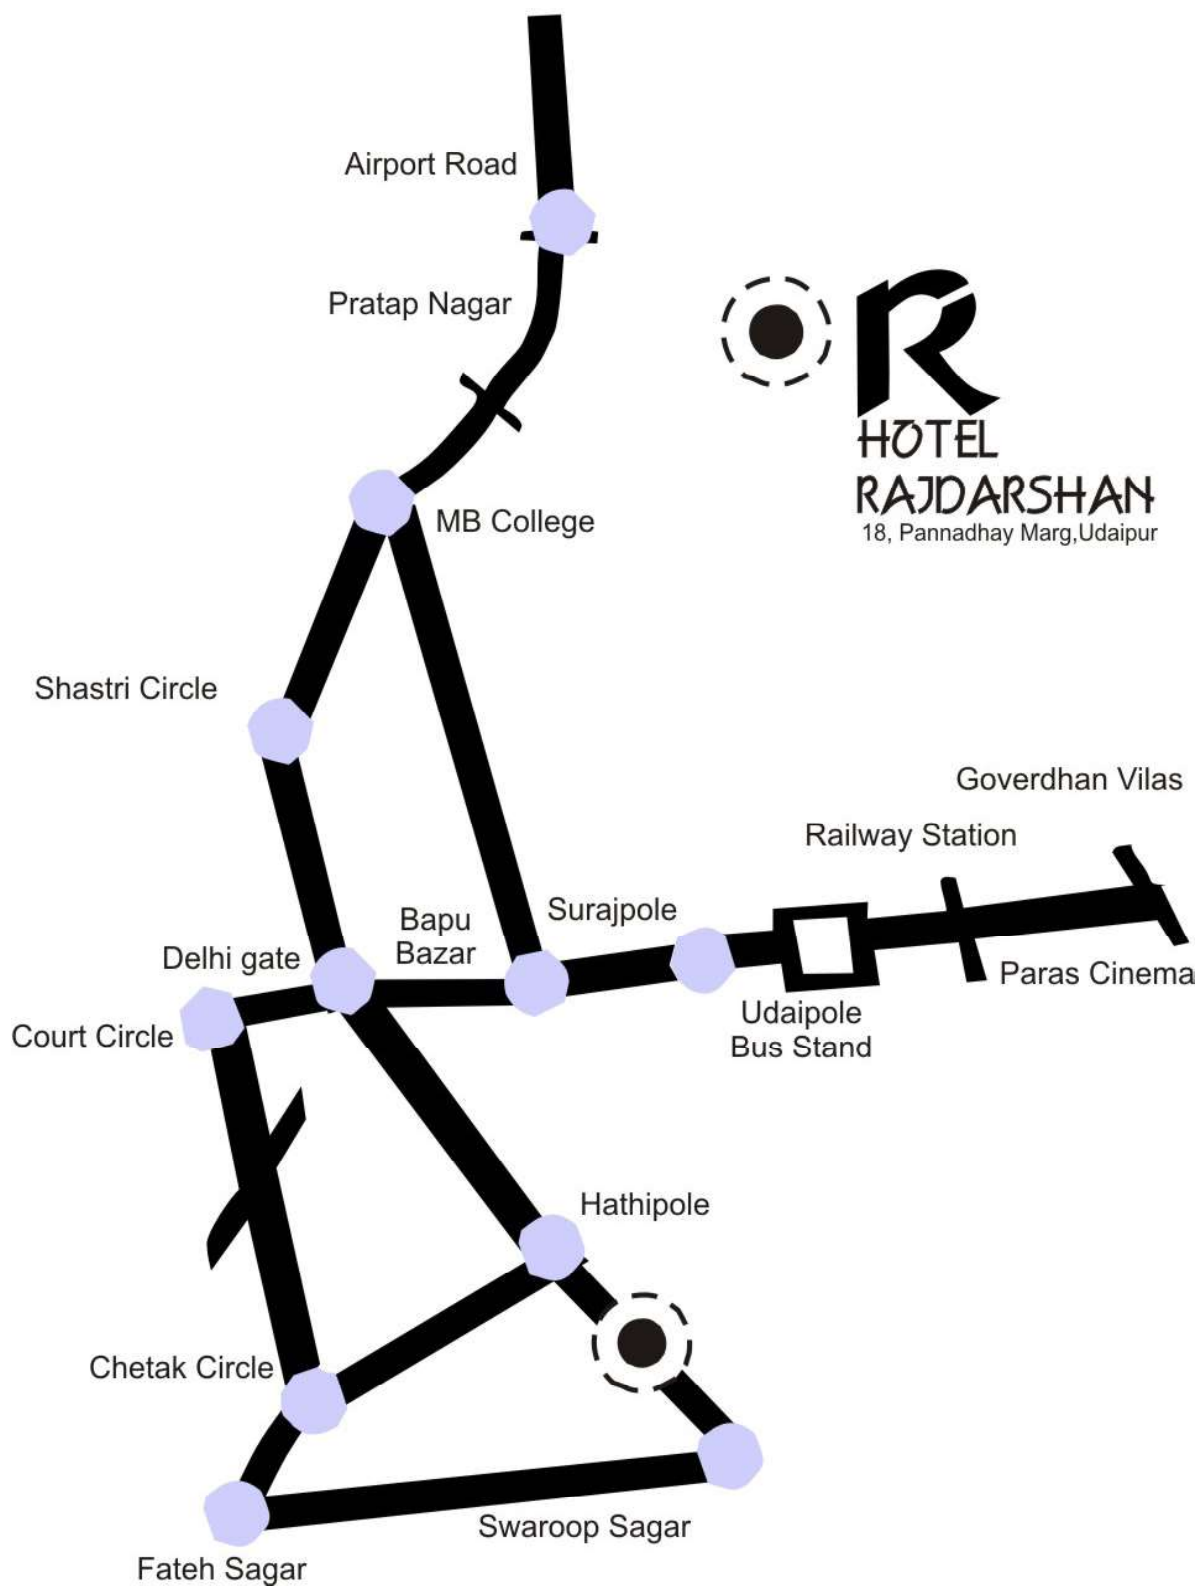 Airport Road
Pratap Nagar
R
HOTEL
RAJDARSHAN
18, Pannadhay Marg,Udaipur
MB College
Shastri Circle
Goverdhan Vilas
Railway Station
Surajpole
Bapu
Bazar
Delhi gate
Paras Cinema
Court Circle
Udaipole
Bus Stand
Hathipole
Chetak Circle
Swaroop Sagar
Fateh Sagar